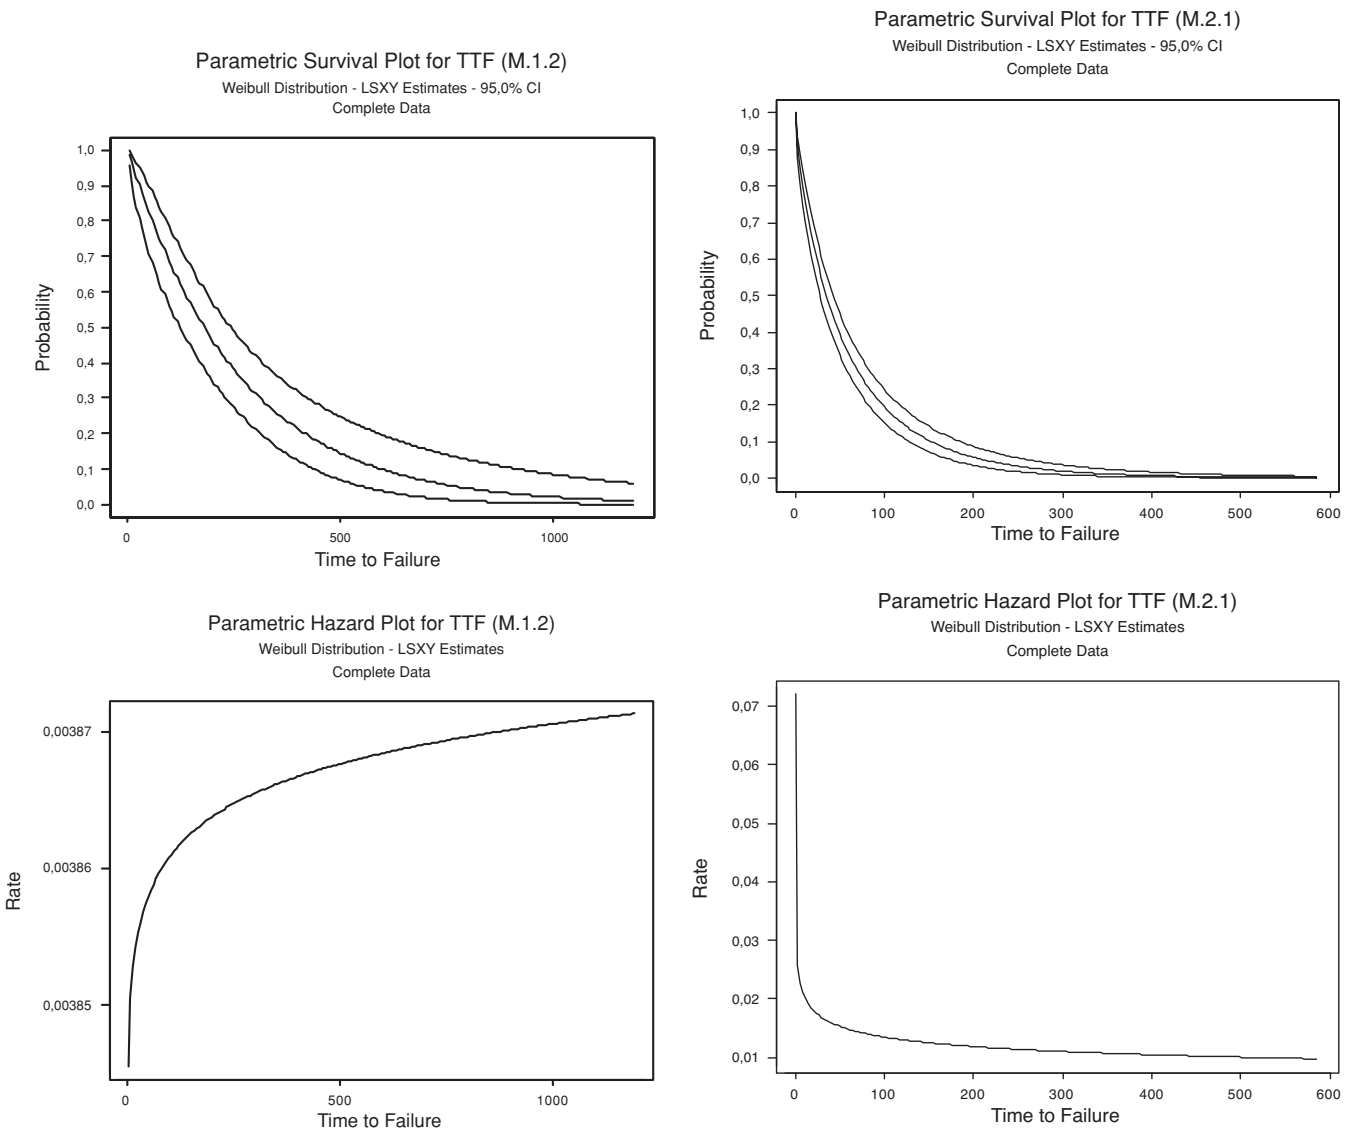 Parametric Survival Plot for TTF (M.1.2)
Weibull Distribution - LSXY Estimates - 95,0% CI
Complete Data
1,0
0,9
0,8
0,7
0,6
0,5
0,4
0,3
0,2
0,1
0,0
Probability
0
500
1000
Time to Failure
Parametric Survival Plot for TTF (M.2.1)
Weibull Distribution - LSXY Estimates - 95,0% CI
Complete Data
1,0
0,9
0,8
0,7
0,6
0,5
0,4
0,3
0,2
0,1
0,0
Probability
0
100
200
300
400
500
600
Time to Failure
Parametric Hazard Plot for TTF (M.1.2)
Weibull Distribution - LSXY Estimates
Complete Data
0,00387
0,00386
0,00385
Rate
0
500
1000
Time to Failure
Parametric Hazard Plot for TTF (M.2.1)
Weibull Distribution - LSXY Estimates
Complete Data
0,07
0,06
0,05
0,04
0,03
0,02
0,01
Rate
0
100
200
300
400
500
600
Time to Failure